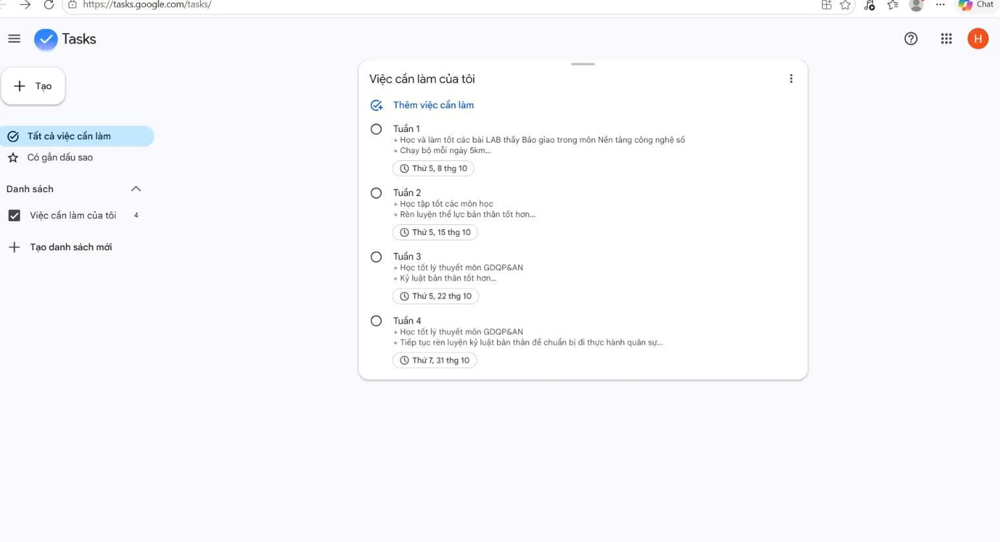 https://tasks.google.com/tasks/
Chat
Tasks
H
Tạo
Tất cả việc cần làm
Có gắn dấu sao
Danh sách
Việc cần làm của tôi 4
Tạo danh sách mới
Việc cần làm của tôi
Thêm việc cần làm
Tuần 1
+ Học và làm tốt các bài LAB thầy Bảo giao trong môn Nền tảng công nghệ số
+ Chạy bộ mỗi ngày 5km...
Thứ 5, 8 thg 10
Tuần 2
+ Học tập tốt các môn học
+ Rèn luyện thể lực bản thân tốt hơn...
Thứ 5, 15 thg 10
Tuần 3
+ Học tốt lý thuyết môn GDQP&AN
+ Kỷ luật bản thân tốt hơn...
Thứ 5, 22 thg 10
Tuần 4
+ Học tốt lý thuyết môn GDQP&AN
+ Tiếp tục rèn luyện kỷ luật bản thân để chuẩn bị đi thực hành quân sự...
Thứ 7, 31 thg 10